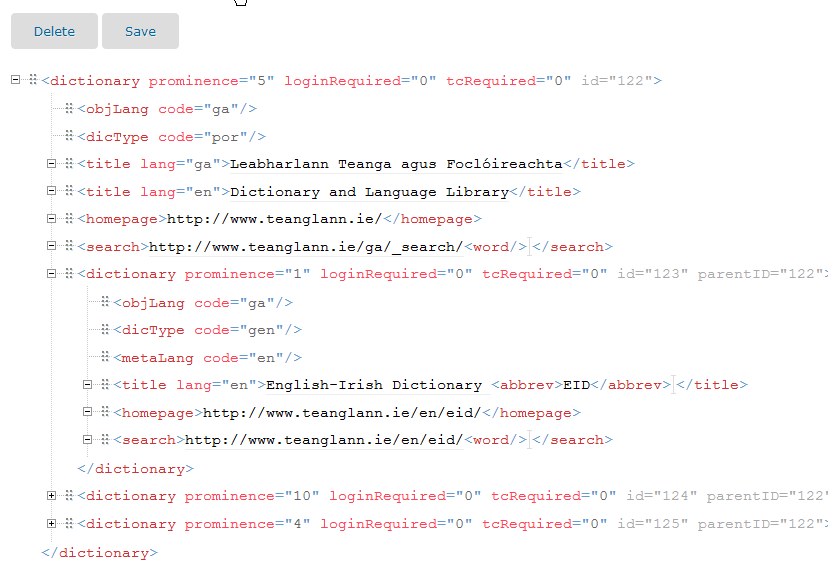 Delete Save
<dictionary prominence="5" loginRequired="0" tcRequired="0" id="122">
<objLang code="ga"/>
<dicType code="por"/>
<title lang="ga">Leabharlann Teanga agus Foclóireachta</title>
<title lang="en">Dictionary and Language Library</title>
<homepage>http://www.teanglann.ie/</homepage>
<search>http://www.teanglann.ie/ga/_search/<word/></search>
<dictionary prominence="1" loginRequired="0" tcRequired="0" id="123" parentID="122">
<objLang code="ga"/>
<dicType code="gen"/>
<metaLang code="en"/>
<title lang="en">English-Irish Dictionary <abbrev>EID</abbrev></title>
<homepage>http://www.teanglann.ie/en/eid/</homepage>
<search>http://www.teanglann.ie/en/eid/<word/></search>
</dictionary>
<dictionary prominence="10" loginRequired="0" tcRequired="0" id="124" parentID="122"
<dictionary prominence="4" loginRequired="0" tcRequired="0" id="125" parentID="122">
</dictionary>